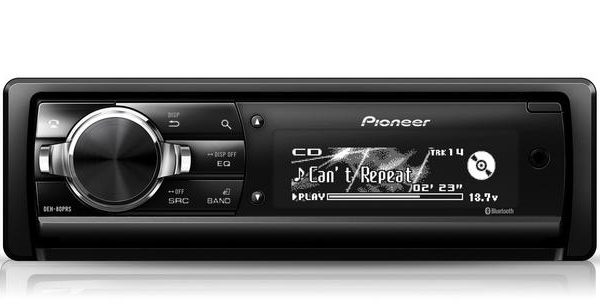 Pioneer
DISP
CD
TRK 14
DISP OFF
EQ
♪Can't Repeat
02' 23"
OFF
SRC
BAND
▶PLAY
13.7v
DEH-80PRS
Bluetooth